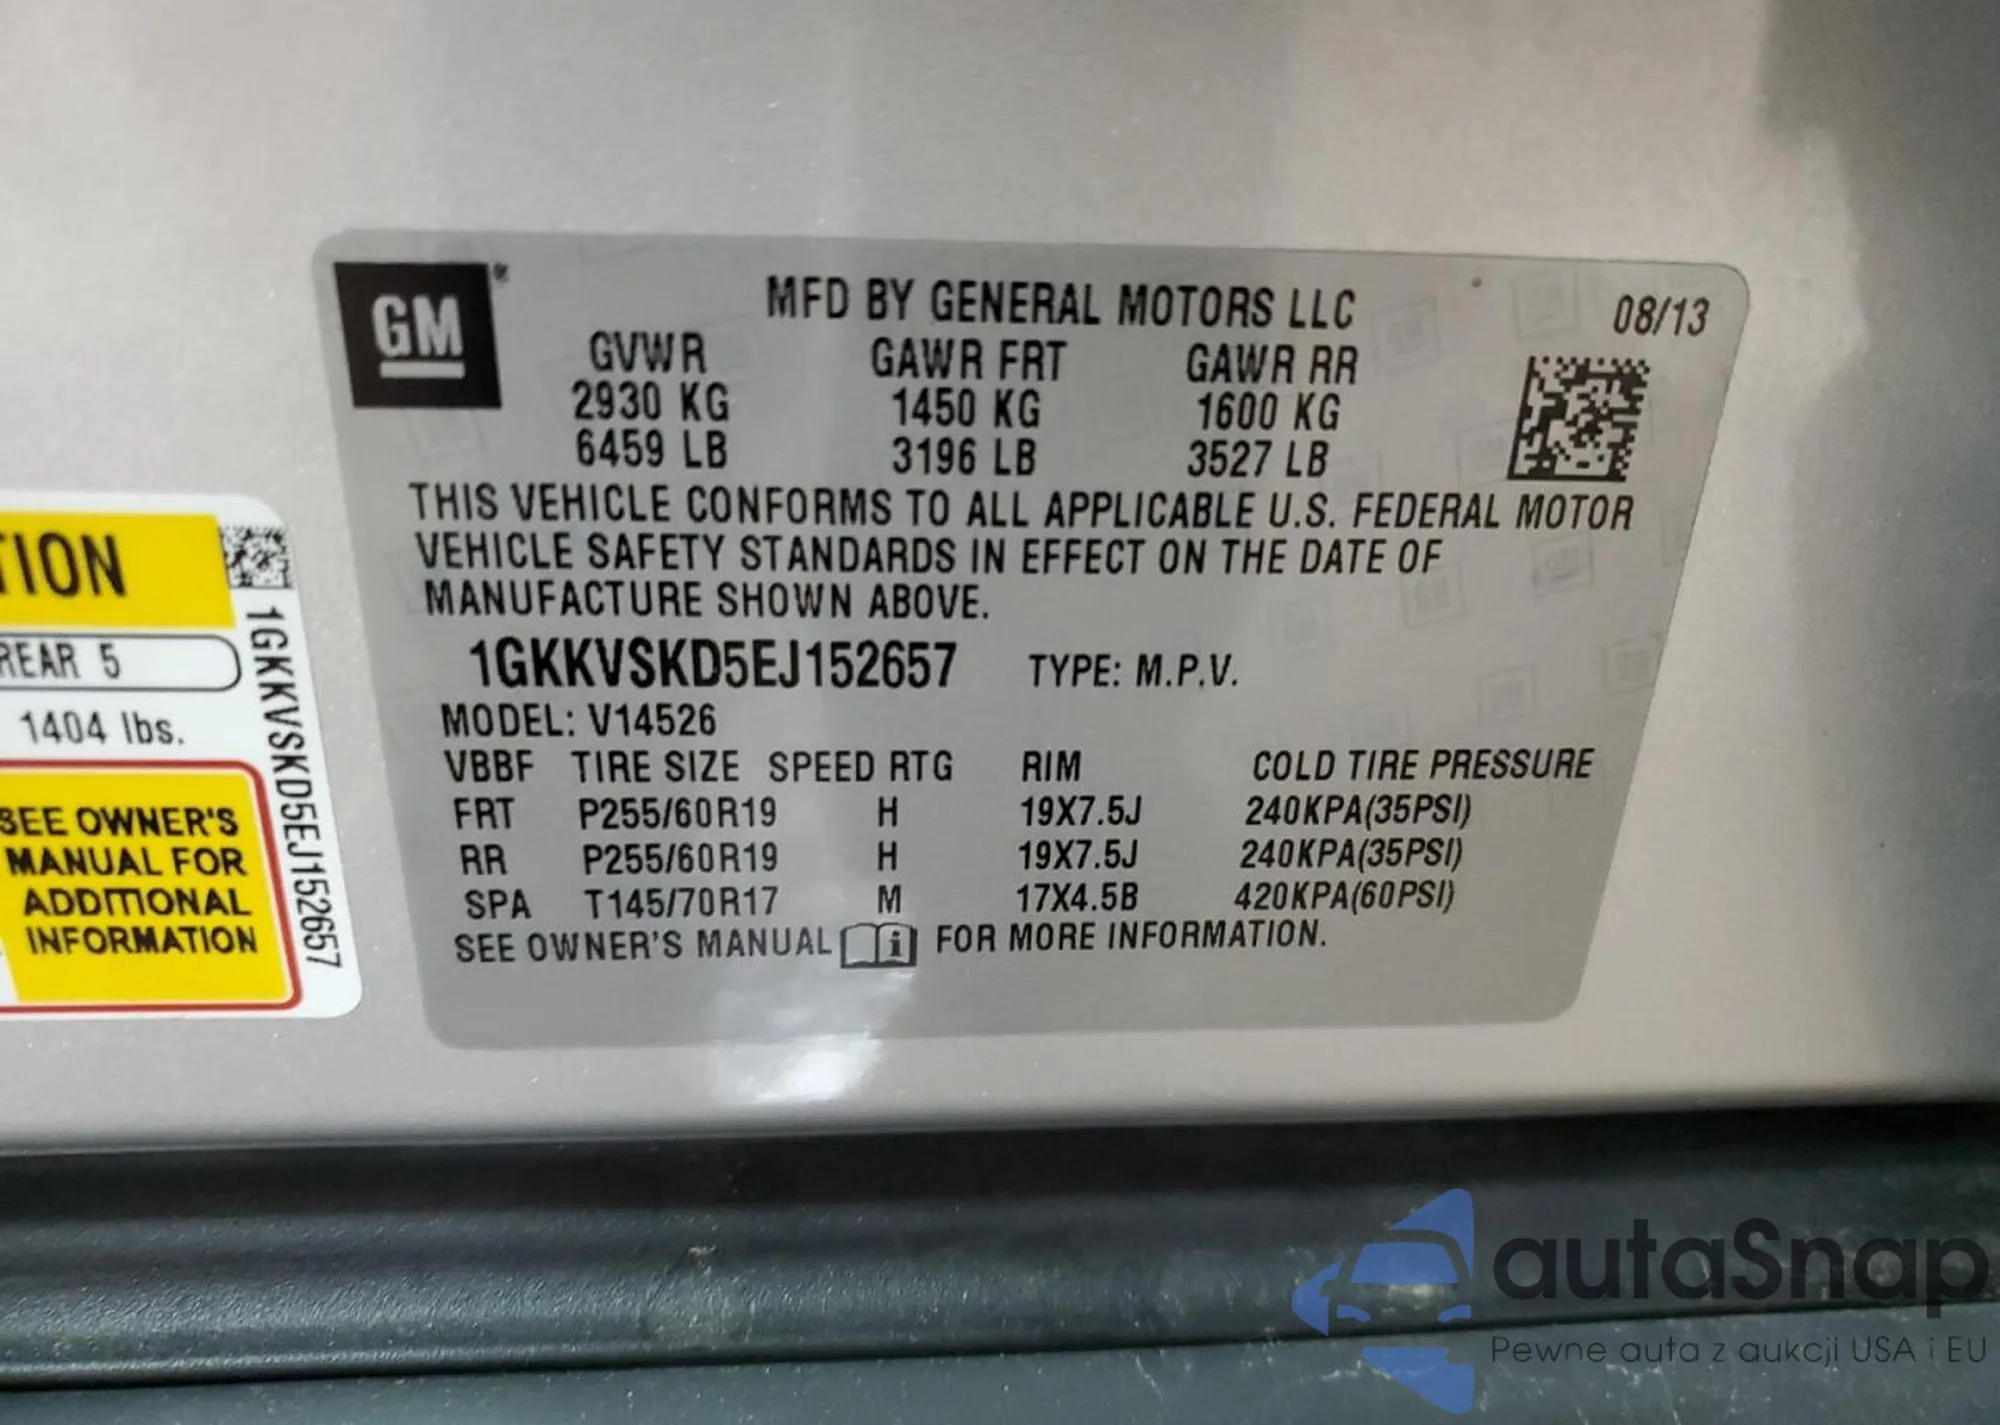 GM
MFD BY GENERAL MOTORS LLC 08/13
GVWR GAWR FRT GAWR RR
2930 KG 1450 KG 1600 KG
6459 LB 3196 LB 3527 LB
THIS VEHICLE CONFORMS TO ALL APPLICABLE U.S. FEDERAL MOTOR
VEHICLE SAFETY STANDARDS IN EFFECT ON THE DATE OF
MANUFACTURE SHOWN ABOVE.
1GKKVSKD5EJ152657 TYPE: M.P.V.
MODEL: V14526
VBBF TIRE SIZE SPEED RTG RIM COLD TIRE PRESSURE
FRT P255/60R19 H 19X7.5J 240KPA(35PSI)
RR P255/60R19 H 19X7.5J 240KPA(35PSI)
SPA T145/70R17 M 17X4.5B 420KPA(60PSI)
SEE OWNER'S MANUAL i FOR MORE INFORMATION.
TION
REAR 5
1404 lbs.
SEE OWNER'S
MANUAL FOR
ADDITIONAL
INFORMATION
1GKKVSKD5EJ152657
autaSnap
Pewne auta z aukcji USA i EU